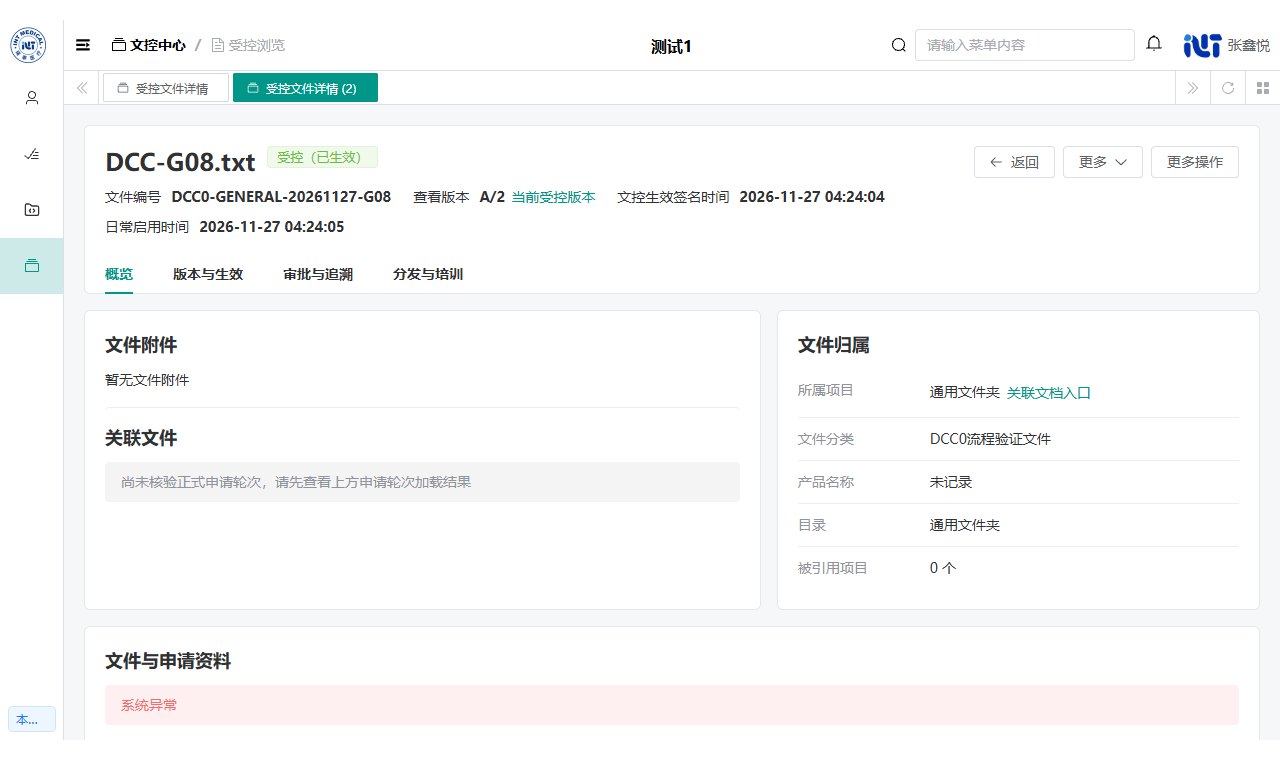 INT MEDICAL
iNT
文控中心 / 受控浏览
测试1
请输入菜单内容
iNT
张鑫悦
受控文件详情
受控文件详情 (2)
DCC-G08.txt
受控（已生效）
返回
更多
更多操作
文件编号 DCC0-GENERAL-20261127-G08 查看版本 A/2 当前受控版本 文控生效签名时间 2026-11-27 04:24:04
日常启用时间 2026-11-27 04:24:05
概览 版本与生效 审批与追溯 分发与培训
文件附件
暂无文件附件
关联文件
尚未核验正式申请轮次，请先查看上方申请轮次加载结果
文件归属
所属项目 通用文件夹 关联文档入口
文件分类 DCC0流程验证文件
产品名称 未记录
目录 通用文件夹
被引用项目 0 个
文件与申请资料
系统异常
本...